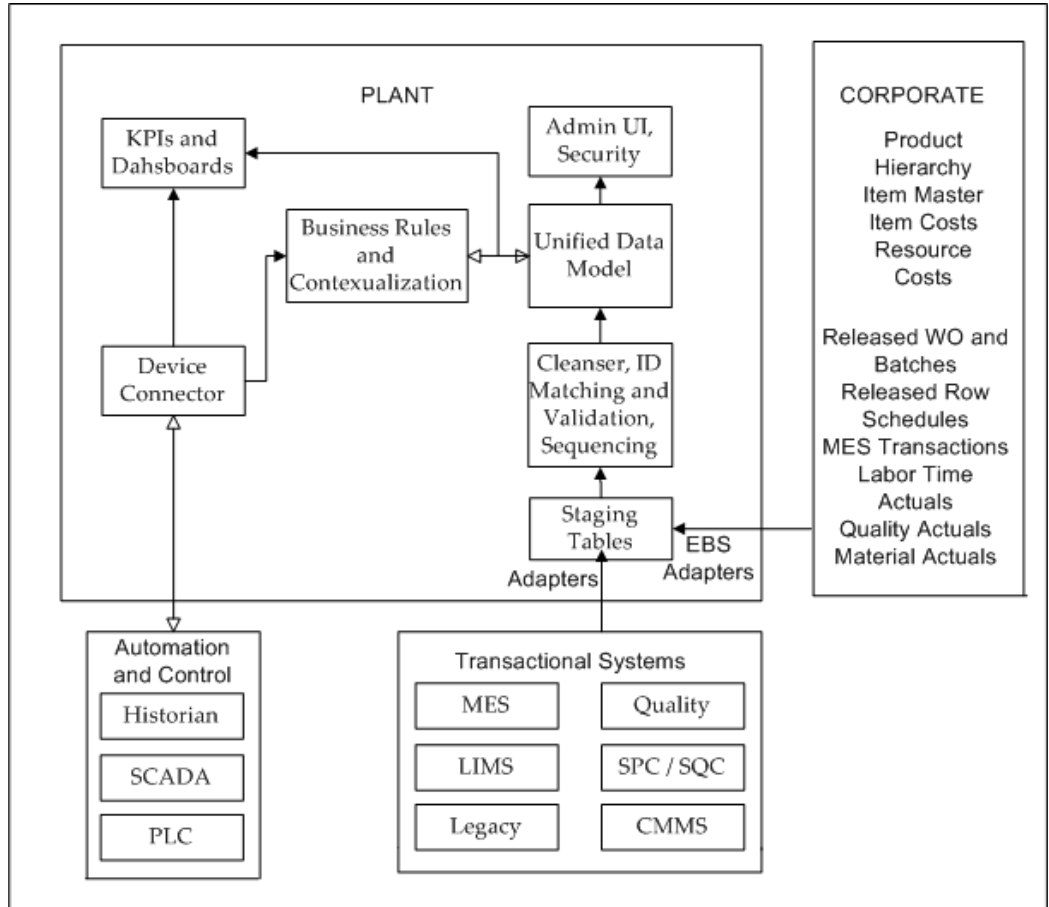 PLANT
KPIs and
Dahsboards
Admin UI,
Security
Business Rules
and
Contexualization
Unified Data
Model
Device
Connector
Cleanser, ID
Matching and
Validation,
Sequencing
Staging
Tables
Adapters
EBS
Adapters
CORPORATE
Product
Hierarchy
Item Master
Item Costs
Resource
Costs
Released WO and
Batches
Released Row
Schedules
MES Transactions
Labor Time
Actuals
Quality Actuals
Material Actuals
Automation
and Control
Historian
SCADA
PLC
Transactional Systems
MES
Quality
LIMS
SPC / SQC
Legacy
CMMS